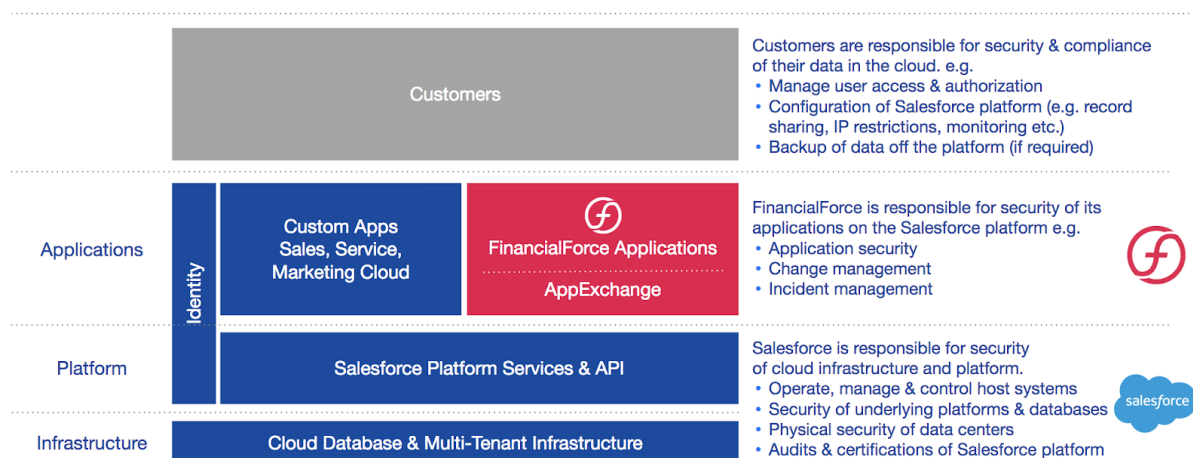 Customers
Customers are responsible for security & compliance
of their data in the cloud. e.g.
• Manage user access & authorization
• Configuration of Salesforce platform (e.g. record
sharing, IP restrictions, monitoring etc.)
• Backup of data off the platform (if required)
Applications
Identity
Custom Apps
Sales, Service,
Marketing Cloud
FinancialForce Applications
AppExchange
FinancialForce is responsible for security of its
applications on the Salesforce platform e.g.
• Application security
• Change management
• Incident management
Platform
Salesforce Platform Services & API
Salesforce is responsible for security
of cloud infrastructure and platform.
• Operate, manage & control host systems
• Security of underlying platforms & databases
• Physical security of data centers
• Audits & certifications of Salesforce platform
salesforce
Infrastructure
Cloud Database & Multi-Tenant Infrastructure